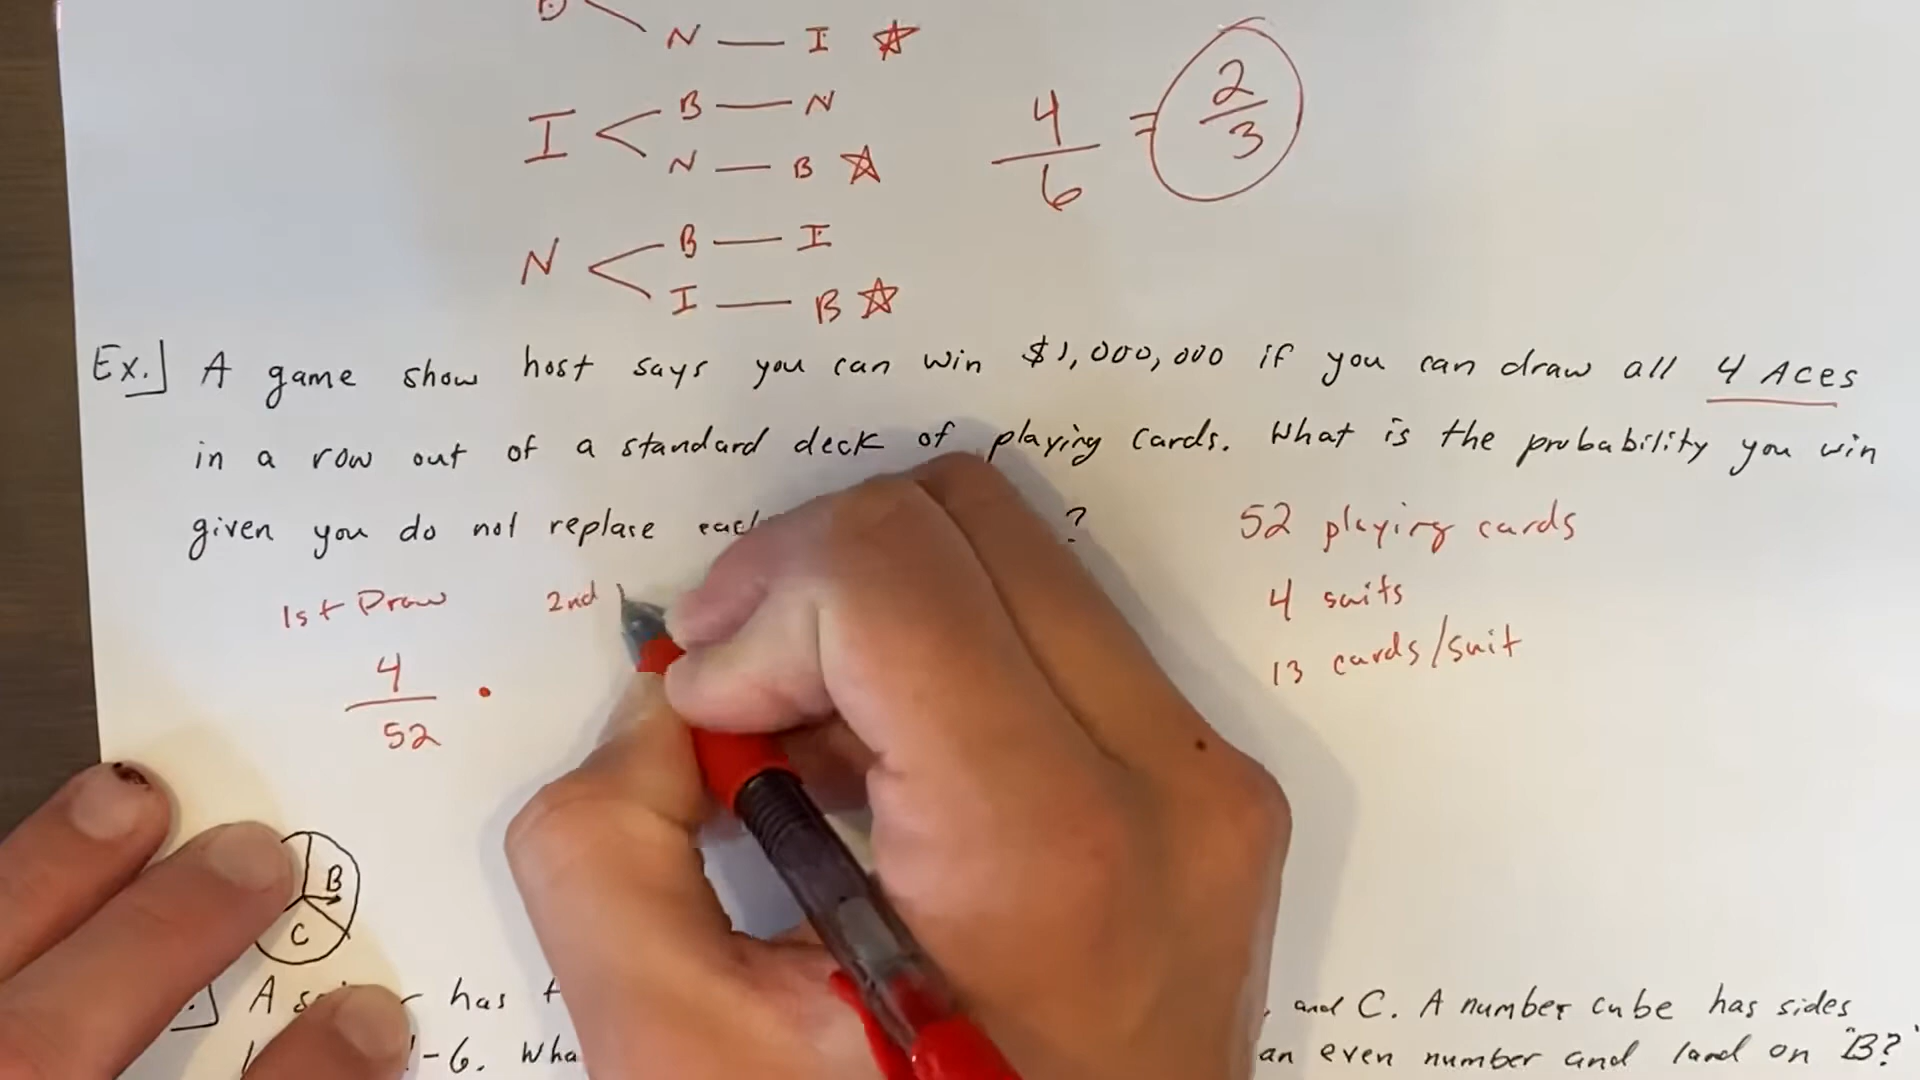 N — I ☆
I < B — N
N — B ☆
4/6 = 2/3
N < B — I
I — B ☆
Ex.] A game show host says you can win $1,000,000 if you can draw all 4 Aces
in a row out of a standard deck of playing cards. What is the probability you win
given you do not replace ?
52 playing cards
4 suits
13 cards/suit
1st Draw 2nd
4/52 ·
B
C
A has and C. A number cube has sides
1-6. an even number and land on "B?"